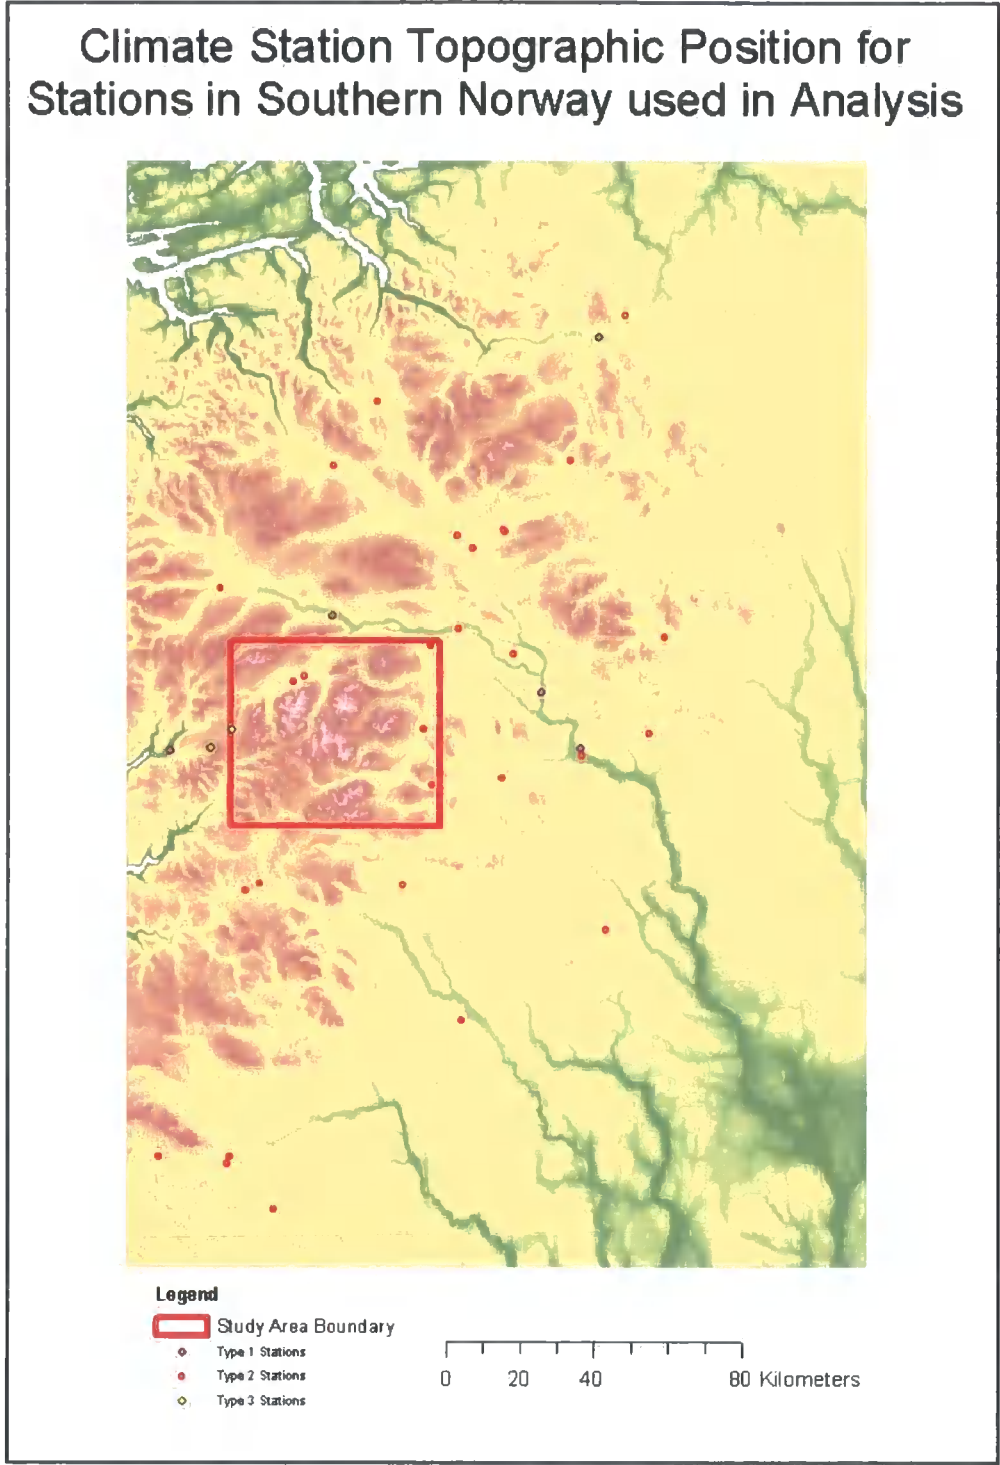 Climate Station Topographic Position for
Stations in Southern Norway used in Analysis
Legend
Study Area Boundary
Type 1 Stations
Type 2 Stations
Type 3 Stations
0 20 40 80 Kilometers